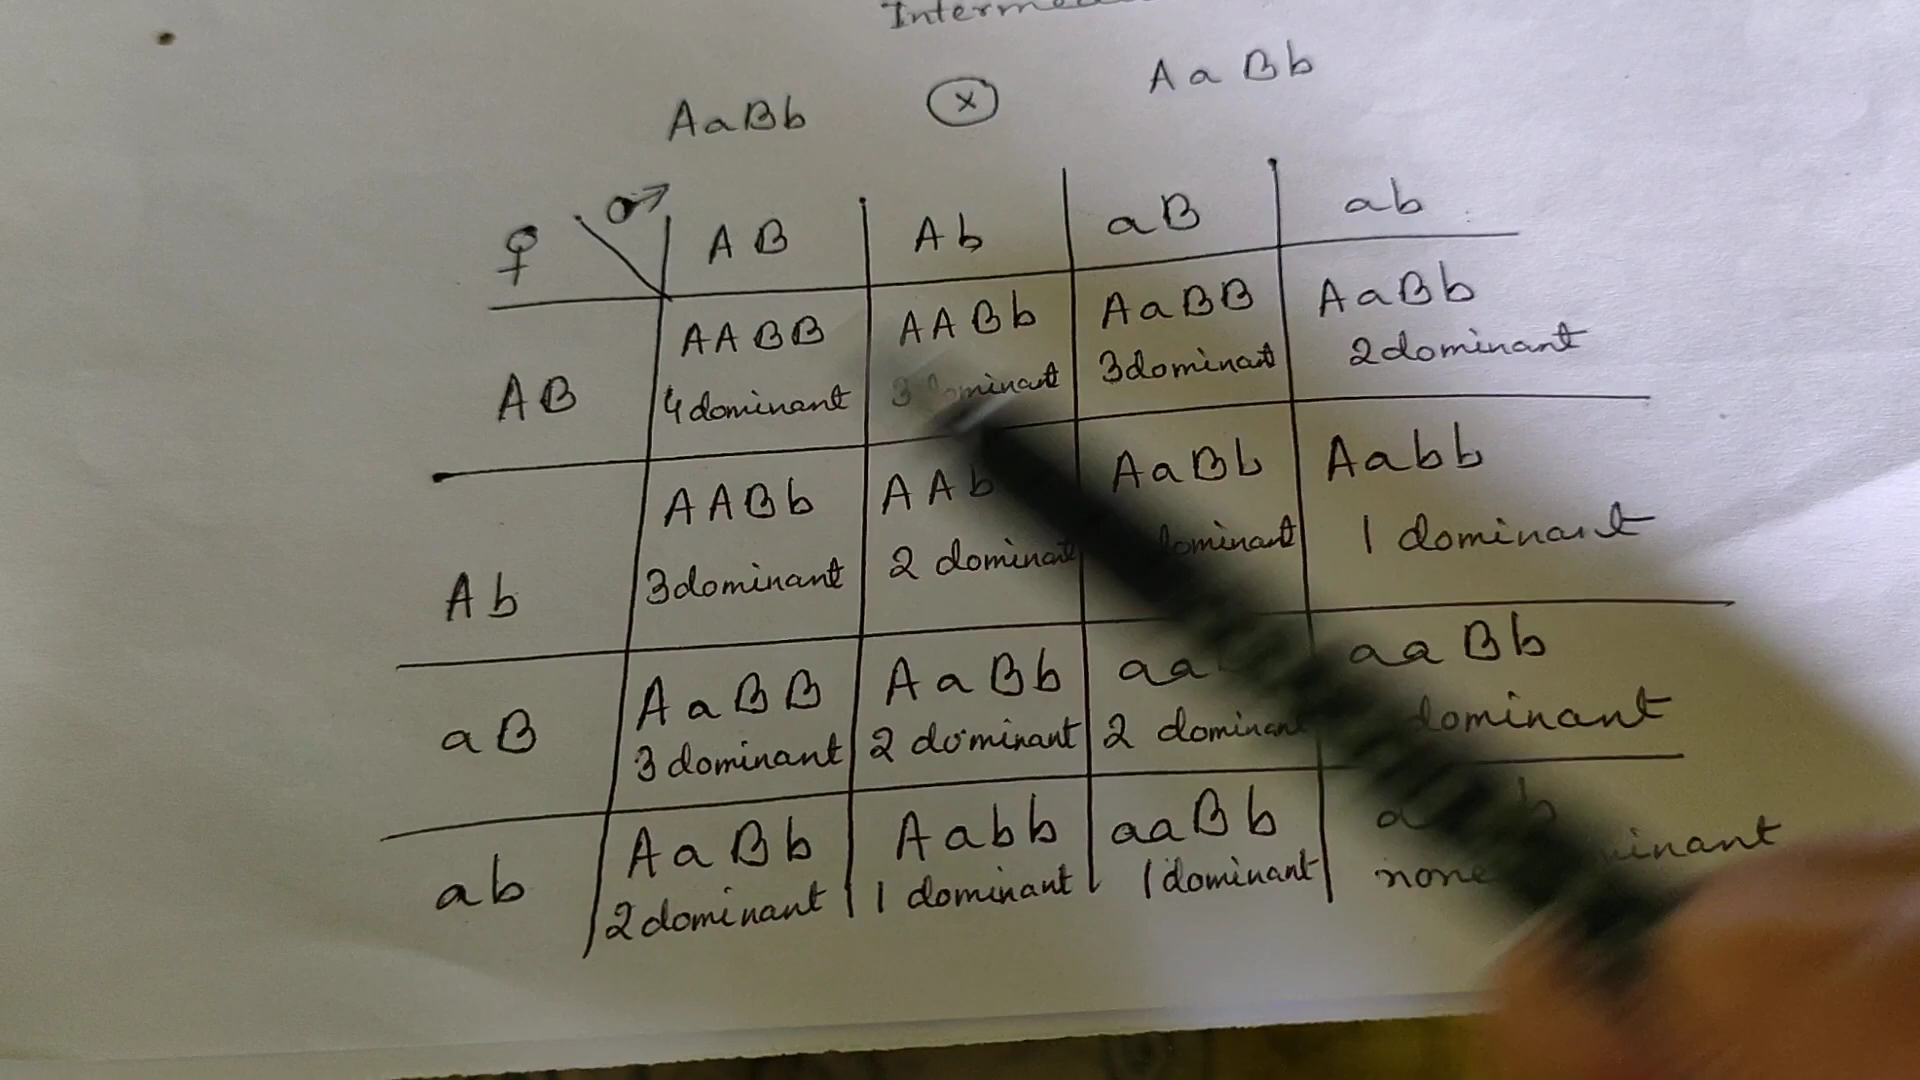 AaBb x AaBb
♀ ♂ AB Ab aB ab
AB AABB AABb AaBB AaBb
4 dominant 3dominant 2dominant
Ab AABb AaBb Aabb
3dominant 2 dominant 1 dominant
aB AaBB AaBb aaBb
3 dominant 2 dominant 2 dominant
ab AaBb Aabb aaBb
2dominant 1 dominant 1dominant none